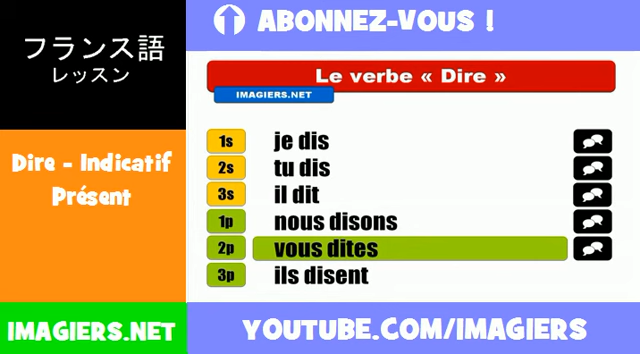 フランス語
レッスン
ABONNEZ-VOUS !
Dire - Indicatif
Présent
Le verbe « Dire »
IMAGIERS.NET
1s je dis
2s tu dis
3s il dit
1p nous disons
2p vous dites
3p ils disent
IMAGIERS.NET
YOUTUBE.COM/IMAGIERS